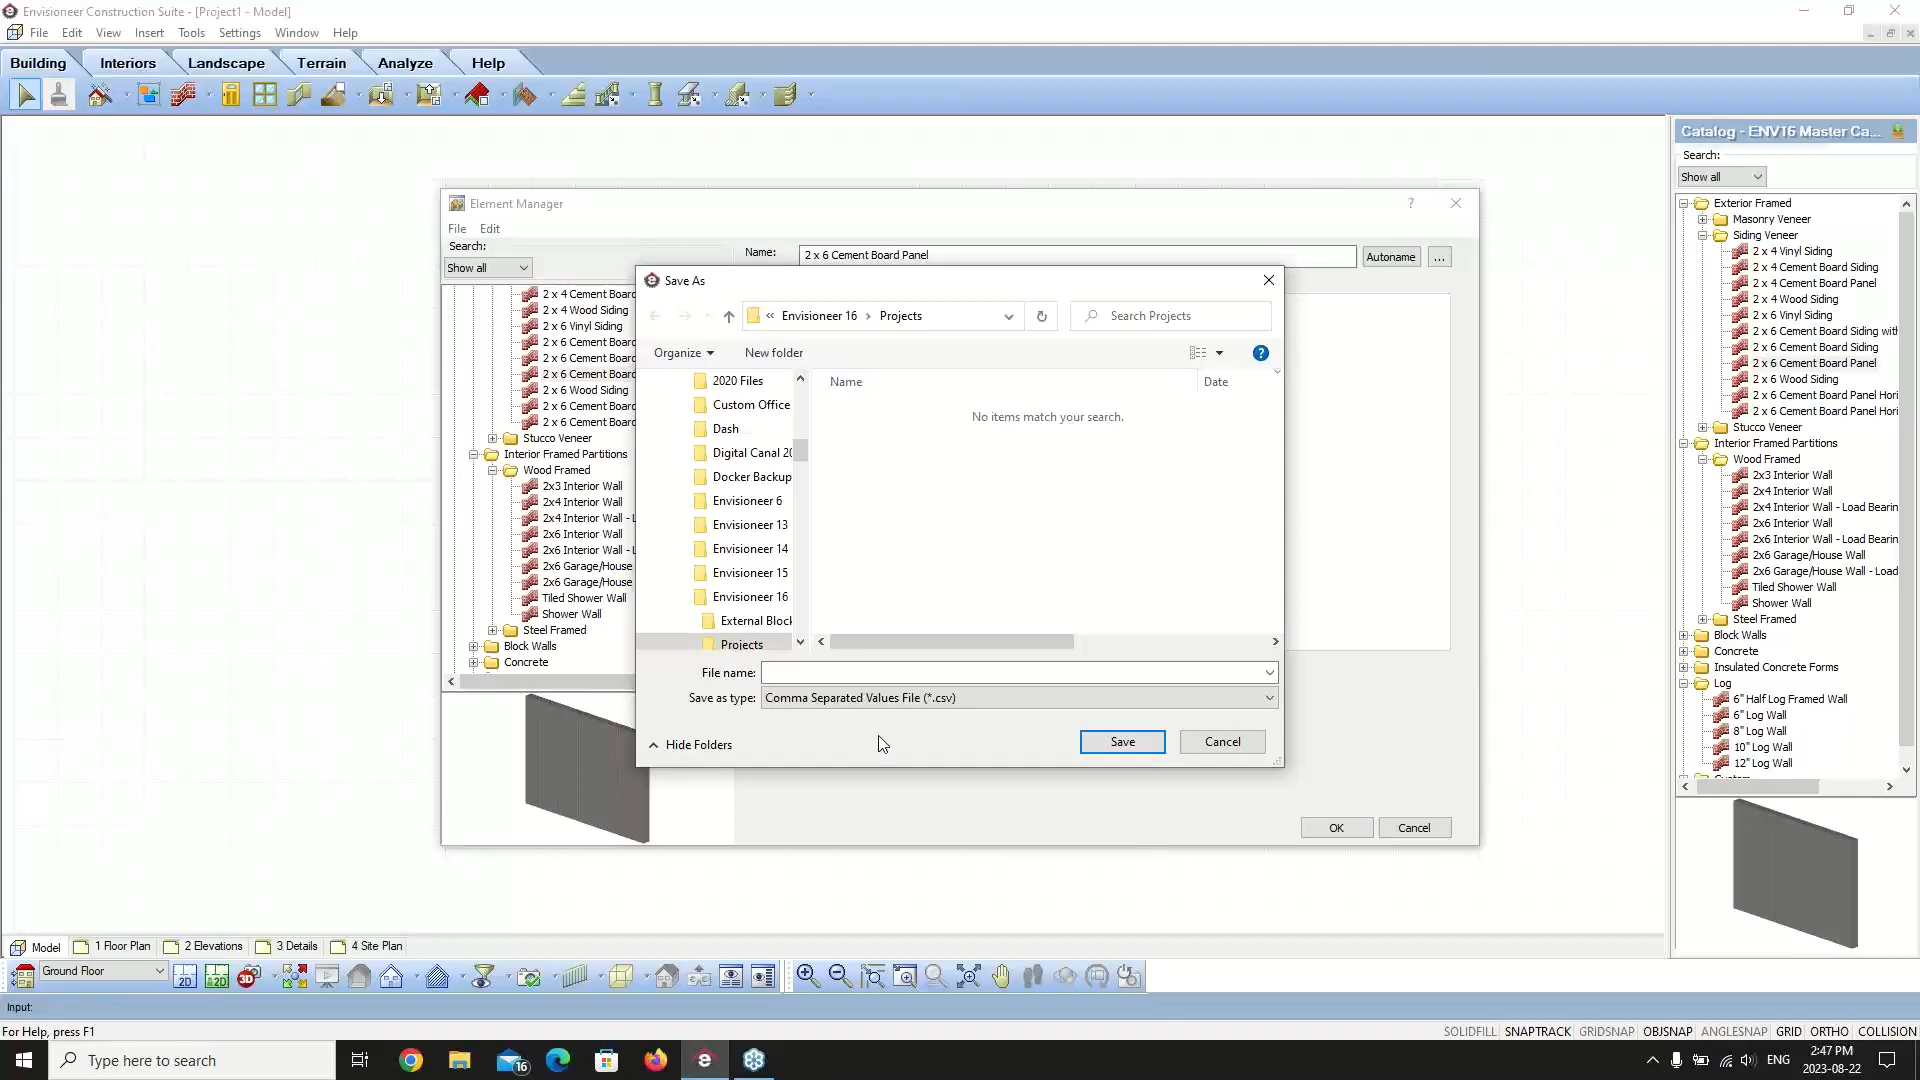 Envisioneer Construction Suite - [Project1 - Model]
File Edit View Insert Tools Settings Window Help
Building Interiors Landscape Terrain Analyze Help
Element Manager
?
File Edit
Search:
Show all
Name: 2 x 6 Cement Board Panel Autoname ...
2 x 4 Cement Board
2 x 4 Wood Siding
2 x 6 Vinyl Siding
2 x 6 Cement Board
2 x 6 Cement Board
2 x 6 Cement Board
2 x 6 Wood Siding
2 x 6 Cement Board
2 x 6 Cement Board
Stucco Veneer
Interior Framed Partitions
Wood Framed
2x3 Interior Wall
2x4 Interior Wall
2x4 Interior Wall - L
2x6 Interior Wall
2x6 Interior Wall - L
2x6 Garage/House
2x6 Garage/House
Tiled Shower Wall
Shower Wall
Steel Framed
Block Walls
Concrete
Save As
« Envisioneer 16 › Projects
Search Projects
Organize New folder
?
2020 Files
Custom Office
Dash
Digital Canal 20
Docker Backup
Envisioneer 6
Envisioneer 13
Envisioneer 14
Envisioneer 15
Envisioneer 16
External Block
Projects
Name Date
No items match your search.
File name:
Save as type: Comma Separated Values File (*.csv)
Hide Folders
Save Cancel
OK Cancel
Catalog - ENV16 Master Ca...
Search:
Show all
Exterior Framed
Masonry Veneer
Siding Veneer
2 x 4 Vinyl Siding
2 x 4 Cement Board Siding
2 x 4 Cement Board Panel
2 x 4 Wood Siding
2 x 6 Vinyl Siding
2 x 6 Cement Board Siding with
2 x 6 Cement Board Siding
2 x 6 Cement Board Panel
2 x 6 Wood Siding
2 x 6 Cement Board Panel Hori
2 x 6 Cement Board Panel Hori
Stucco Veneer
Interior Framed Partitions
Wood Framed
2x3 Interior Wall
2x4 Interior Wall
2x4 Interior Wall - Load Bearin
2x6 Interior Wall
2x6 Interior Wall - Load Bearin
2x6 Garage/House Wall
2x6 Garage/House Wall - Load
Tiled Shower Wall
Shower Wall
Steel Framed
Block Walls
Concrete
Insulated Concrete Forms
Log
6" Half Log Framed Wall
6" Log Wall
8" Log Wall
10" Log Wall
12" Log Wall
Model 1 Floor Plan 2 Elevations 3 Details 4 Site Plan
Ground Floor 2D 2D 3D
Input:
For Help, press F1
SOLIDFILL SNAPTRACK GRIDSNAP OBJSNAP ANGLESNAP GRID ORTHO COLLISION
Type here to search
16
ENG
2:47 PM
2023-08-22